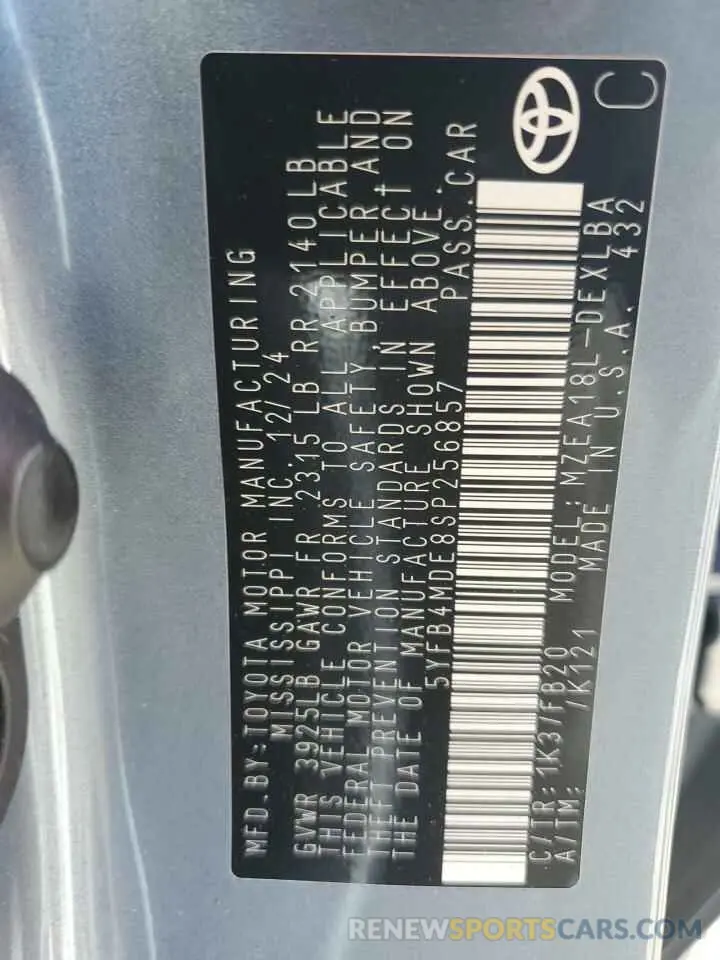 MFD. BY: TOYOTA MOTOR MANUFACTURING
MISSISSIPPI INC. 12/24
GVWR 3925LB GAWR FR 2315 LB RR 2140LB
THIS VEHICLE CONFORMS TO ALL APPLICABLE
FEDERAL MOTOR VEHICLE SAFETY, BUMPER AND
THEFT PREVENTION STANDARDS IN EFFECT ON
THE DATE OF MANUFACTURE SHOWN ABOVE.
5YFB4MDE8SP256857 PASS. CAR
C/TR: 1K3/FB20 MODEL: MZEA18L-DEXLBA
A/TM: /K121 MADE IN U.S.A. 432
C
RENEWSPORTSCARS.COM